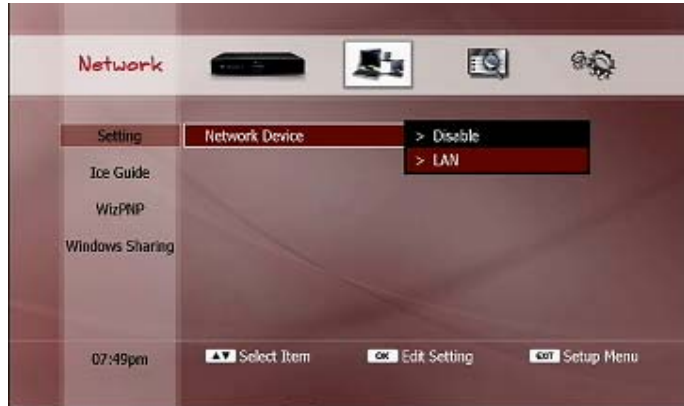 Network
Setting
Network Device
> Disable
> LAN
Ice Guide
WizPNP
Windows Sharing
07:49pm
▲▼ Select Item
OK Edit Setting
EXIT Setup Menu